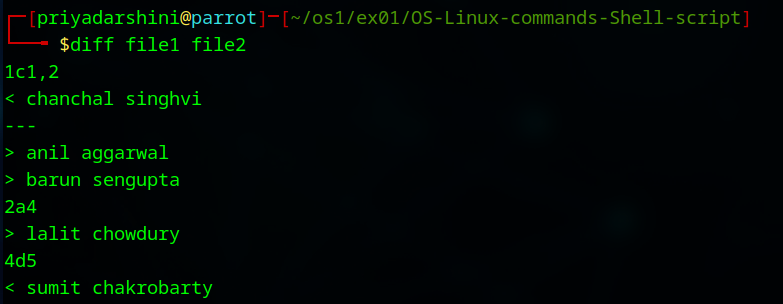 ┌─[priyadarshini@parrot]─[~/os1/ex01/OS-Linux-commands-Shell-script]
└──╼ $diff file1 file2
1c1,2
< chanchal singhvi
---
> anil aggarwal
> barun sengupta
2a4
> lalit chowdury
4d5
< sumit chakrobarty